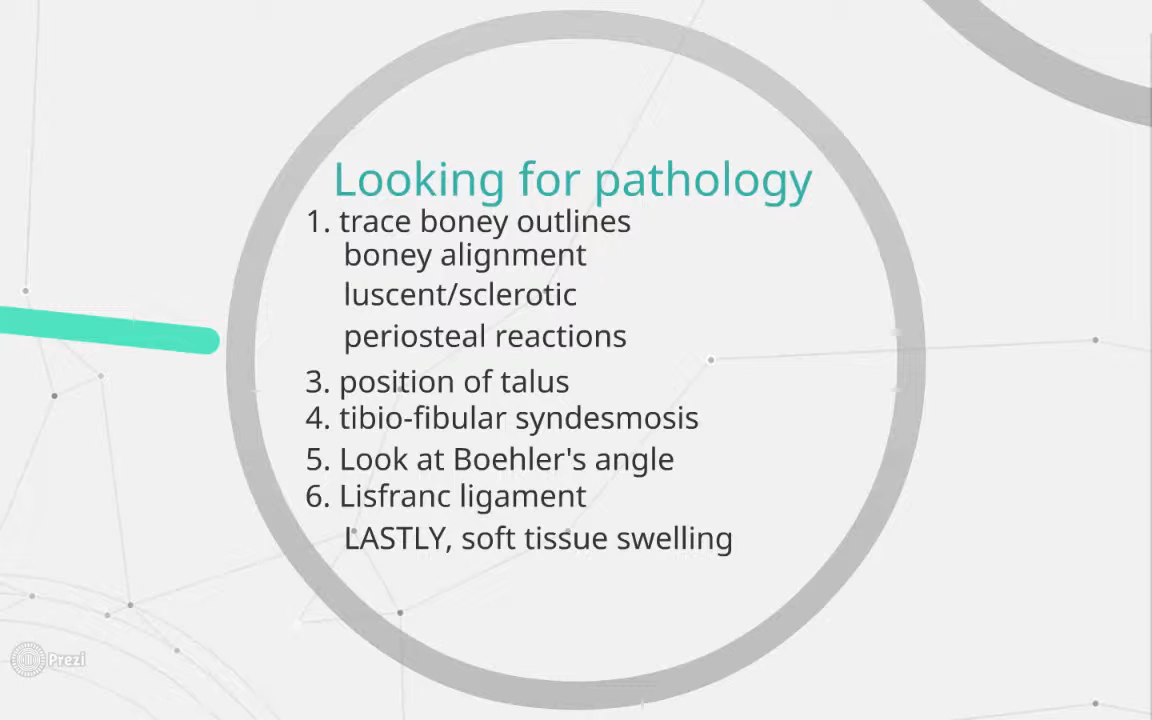 Looking for pathology
1. trace boney outlines
boney alignment
luscent/sclerotic
periosteal reactions
3. position of talus
4. tibio-fibular syndesmosis
5. Look at Boehler's angle
6. Lisfranc ligament
LASTLY, soft tissue swelling
Prezi